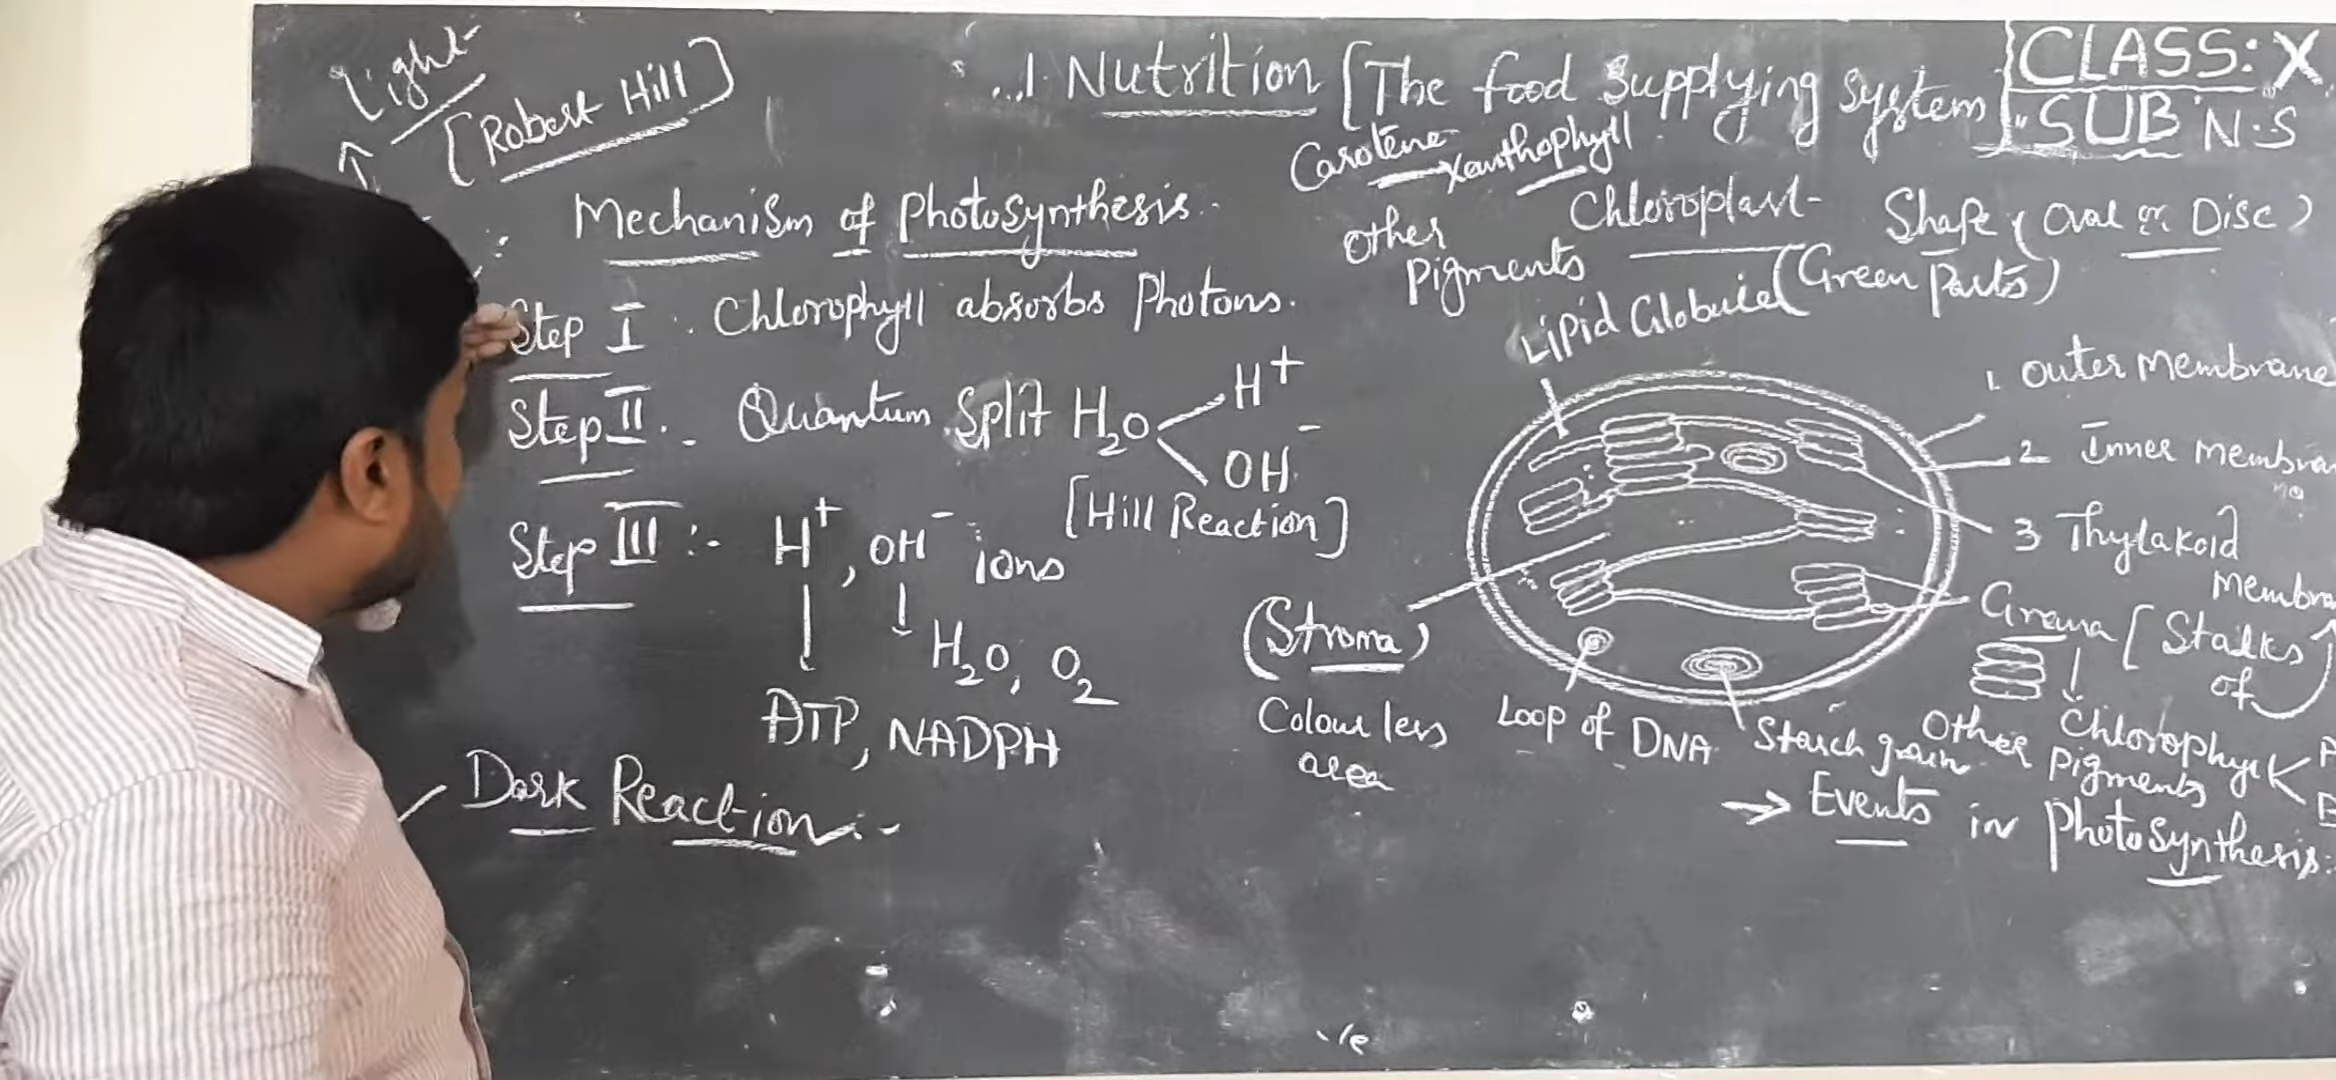 Light
[Robert Hill]
1. Nutrition [The food Supplying System]
CLASS: X
SUB N.S
Mechanism of Photosynthesis
Step I :. Chlorophyll absorbs Photons.
Step II :- Quantum Split H₂O
H⁺
OH⁻
[Hill Reaction]
Step III :- H⁺, OH⁻ ions
H₂O, O₂
ATP, NADPH
Dark Reaction :-
Carotene
Xanthophyll
Other
Pigments
Chloroplast - Shape (Oval or Disc)
(Green Parts)
Lipid Globule
1. Outer Membrane
2 Inner Membra
3 Thylakoid
Membra
Grana [Stalks
of
(Stroma)
Colour less
area
Loop of DNA
Starch grain
Chlorophyll
A
B
Other
Pigments
→ Events in Photosynthesis: